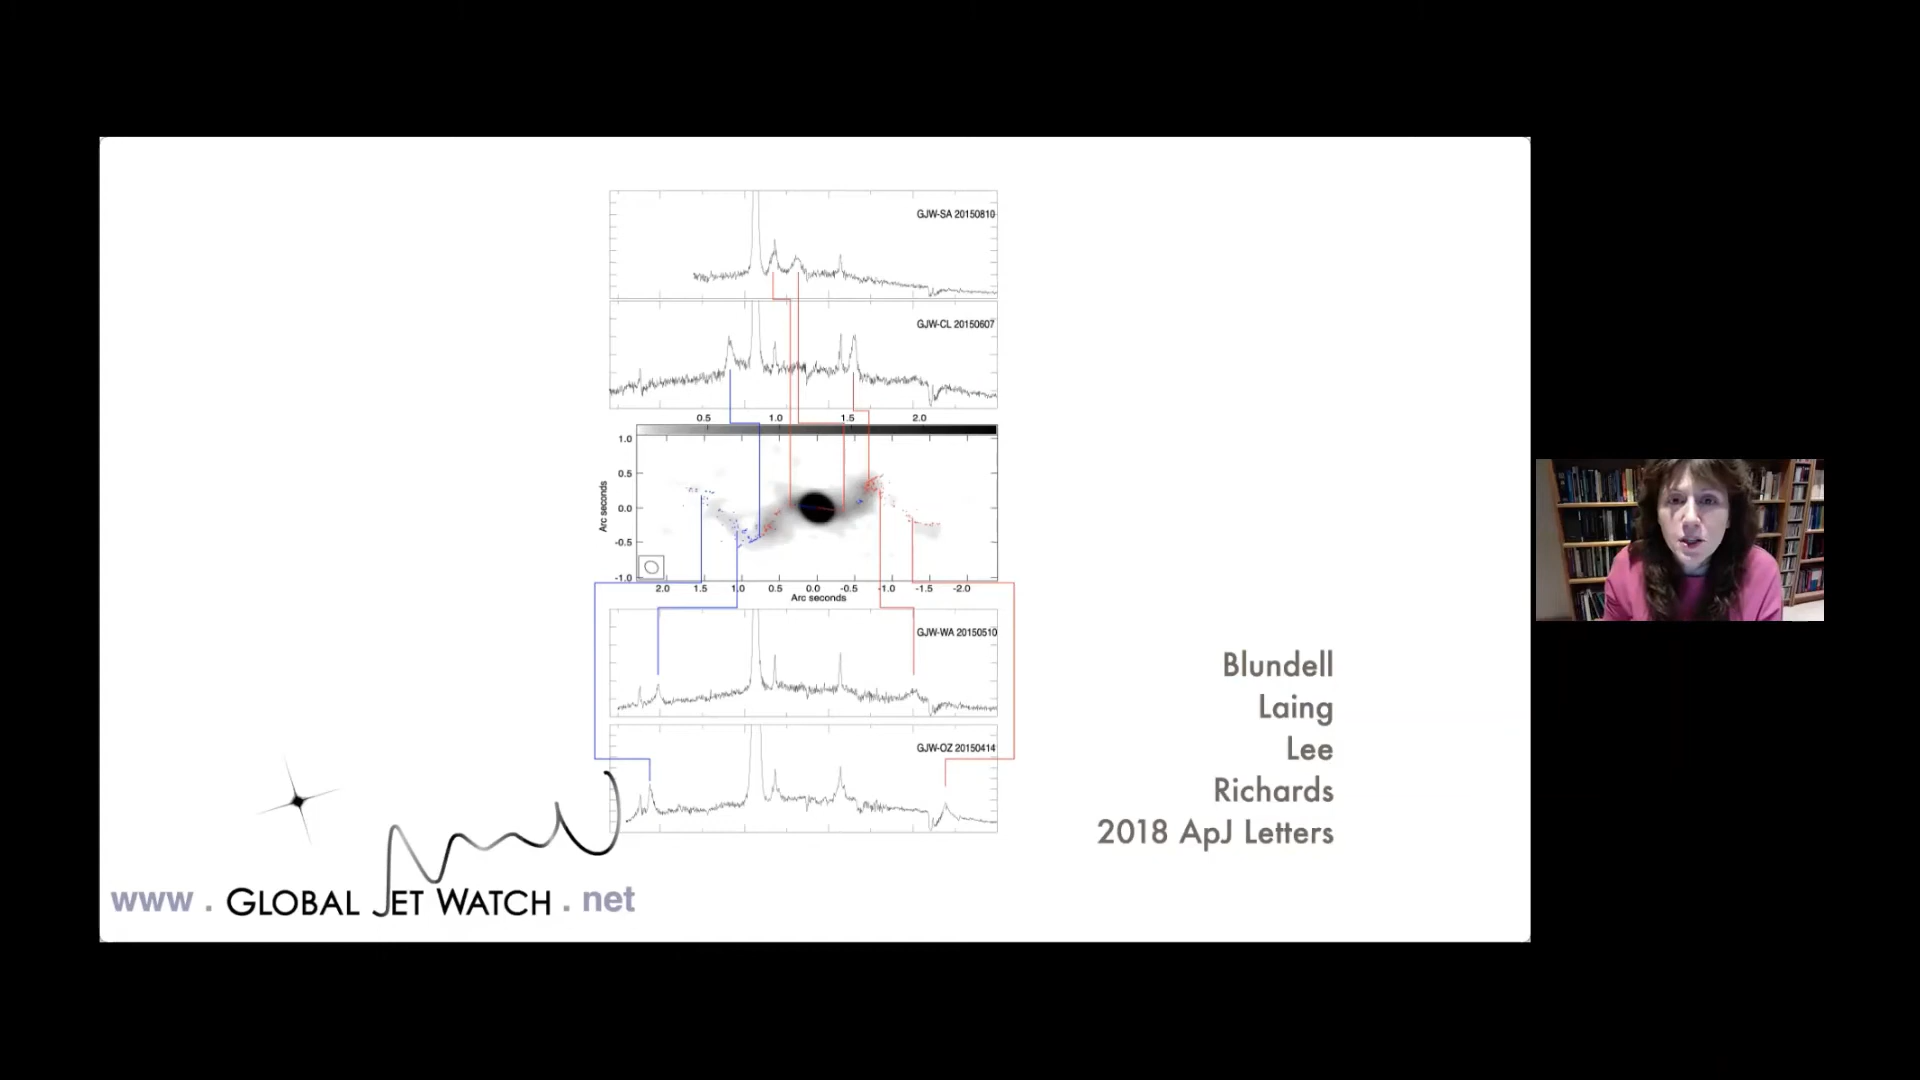 GJW-SA 20150810
GJW-CL 20150607
0.5 1.0 1.5 2.0
1.0
0.5
0.0
-0.5
-1.0
Arc seconds
2.0 1.5 1.0 0.5 0.0 -0.5 -1.0 -1.5 -2.0
Arc seconds
GJW-WA 20150510
GJW-OZ 20150414
Blundell
Laing
Lee
Richards
2018 ApJ Letters
www . GLOBAL JET WATCH . net